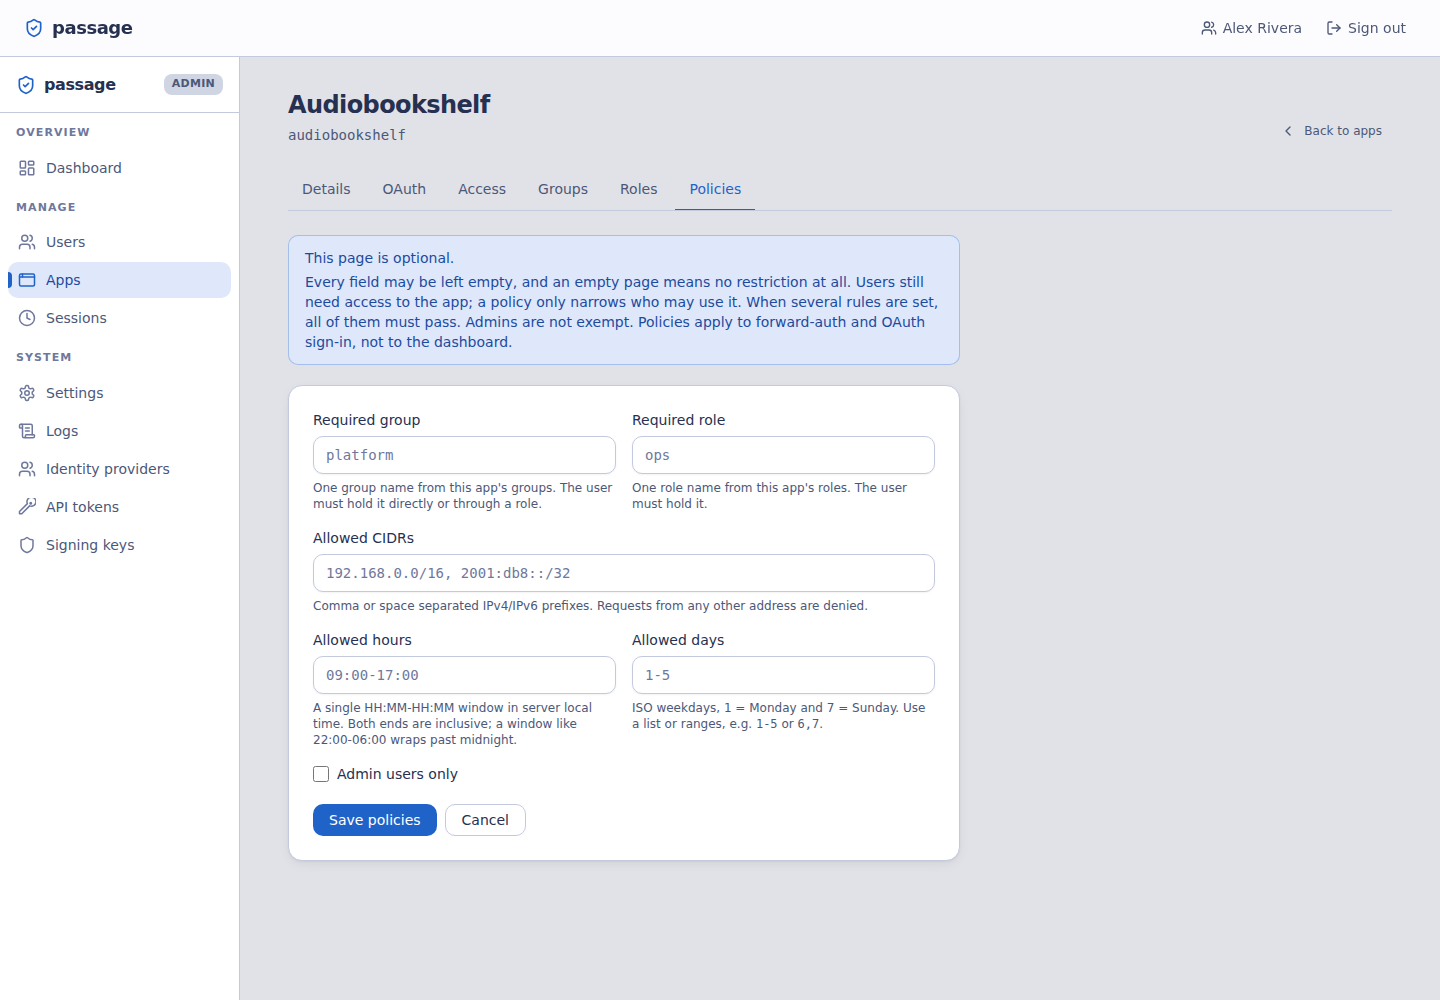 passage
Alex Rivera
Sign out
passage
ADMIN
OVERVIEW
Dashboard
MANAGE
Users
Apps
Sessions
SYSTEM
Settings
Logs
Identity providers
API tokens
Signing keys
Audiobookshelf
audiobookshelf
Back to apps
Details
OAuth
Access
Groups
Roles
Policies
This page is optional.
Every field may be left empty, and an empty page means no restriction at all. Users still
need access to the app; a policy only narrows who may use it. When several rules are set,
all of them must pass. Admins are not exempt. Policies apply to forward-auth and OAuth
sign-in, not to the dashboard.
Required group
platform
One group name from this app's groups. The user
must hold it directly or through a role.
Required role
ops
One role name from this app's roles. The user
must hold it.
Allowed CIDRs
192.168.0.0/16, 2001:db8::/32
Comma or space separated IPv4/IPv6 prefixes. Requests from any other address are denied.
Allowed hours
09:00-17:00
A single HH:MM-HH:MM window in server local
time. Both ends are inclusive; a window like
22:00-06:00 wraps past midnight.
Allowed days
1-5
ISO weekdays, 1 = Monday and 7 = Sunday. Use
a list or ranges, e.g. 1-5 or 6,7.
Admin users only
Save policies
Cancel